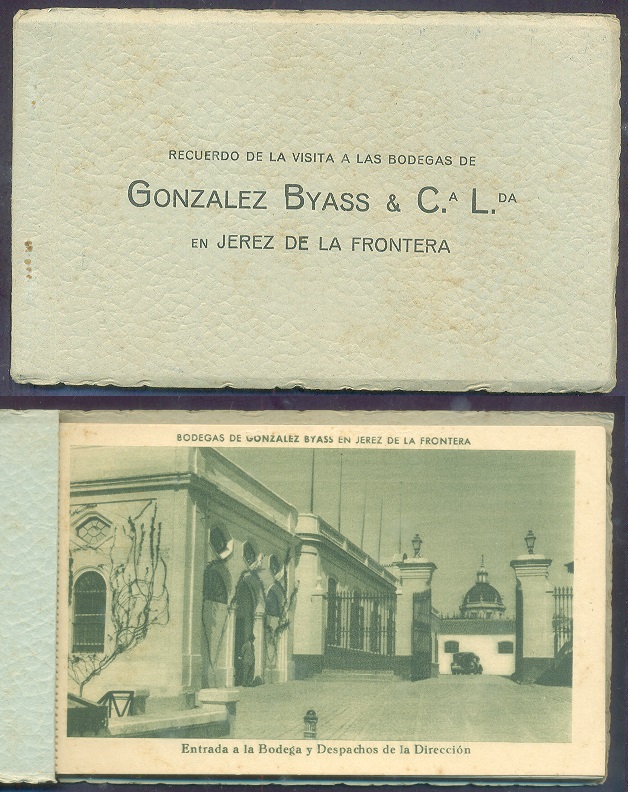 RECUERDO DE LA VISITA A LAS BODEGAS DE
GONZALEZ BYASS & C.A L.DA
EN JEREZ DE LA FRONTERA
BODEGAS DE GONZALEZ BYASS EN JEREZ DE LA FRONTERA
Entrada a la Bodega y Despachos de la Dirección